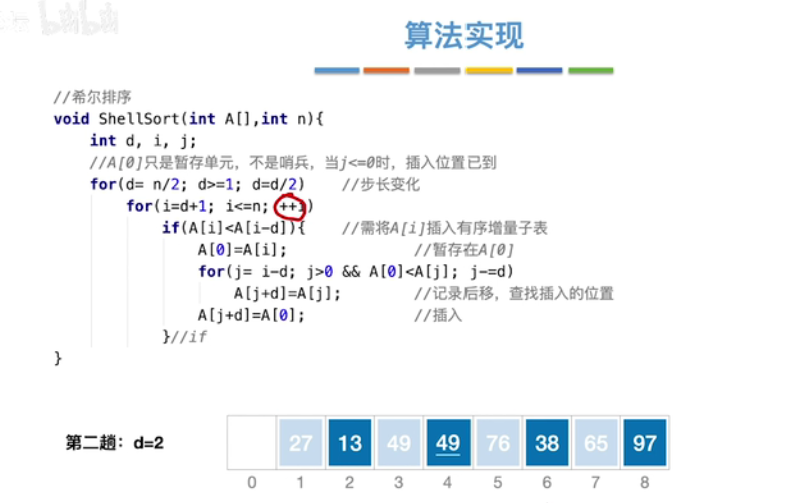 bilibili
算法实现
//希尔排序
void ShellSort(int A[],int n){
int d, i, j;
//A[0]只是暂存单元，不是哨兵，当j<=0时，插入位置已到
for(d= n/2; d>=1; d=d/2) //步长变化
for(i=d+1; i<=n; ++i)
if(A[i]<A[i-d]){ //需将A[i]插入有序增量子表
A[0]=A[i]; //暂存在A[0]
for(j= i-d; j>0 && A[0]<A[j]; j-=d)
A[j+d]=A[j]; //记录后移，查找插入的位置
A[j+d]=A[0]; //插入
}//if
}
第二趟：d=2 27 13 49 49 76 38 65 97
0 1 2 3 4 5 6 7 8